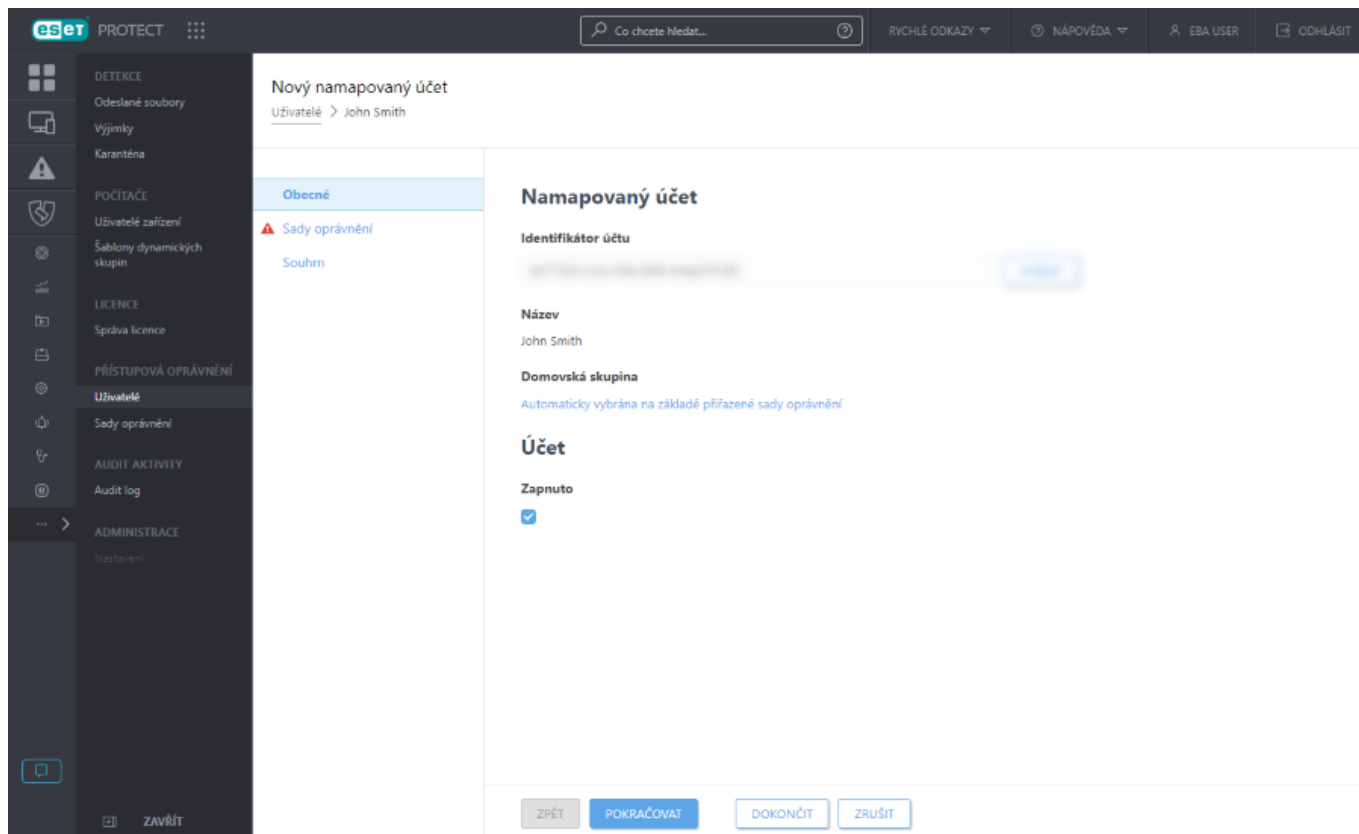 eset PROTECT
Co chcete hledat...
RYCHLÉ ODKAZY
NÁPOVĚDA
EBA USER
ODHLÁSIT
DETEKCE
Odeslané soubory
Výjimky
Karanténa
POČÍTAČE
Uživatelé zařízení
Šablony dynamických
skupin
LICENCE
Správa licence
PŘÍSTUPOVÁ OPRÁVNĚNÍ
Uživatelé
Sady oprávnění
AUDIT AKTIVITY
Audit log
ADMINISTRACE
Nastavení
ZAVŘÍT
Nový namapovaný účet
Uživatelé > John Smith
Obecné
Sady oprávnění
Souhrn
Namapovaný účet
Identifikátor účtu
Název
John Smith
Domovská skupina
Automaticky vybrána na základě přiřazené sady oprávnění
Účet
Zapnuto
ZPĚT
POKRAČOVAT
DOKONČIT
ZRUŠIT